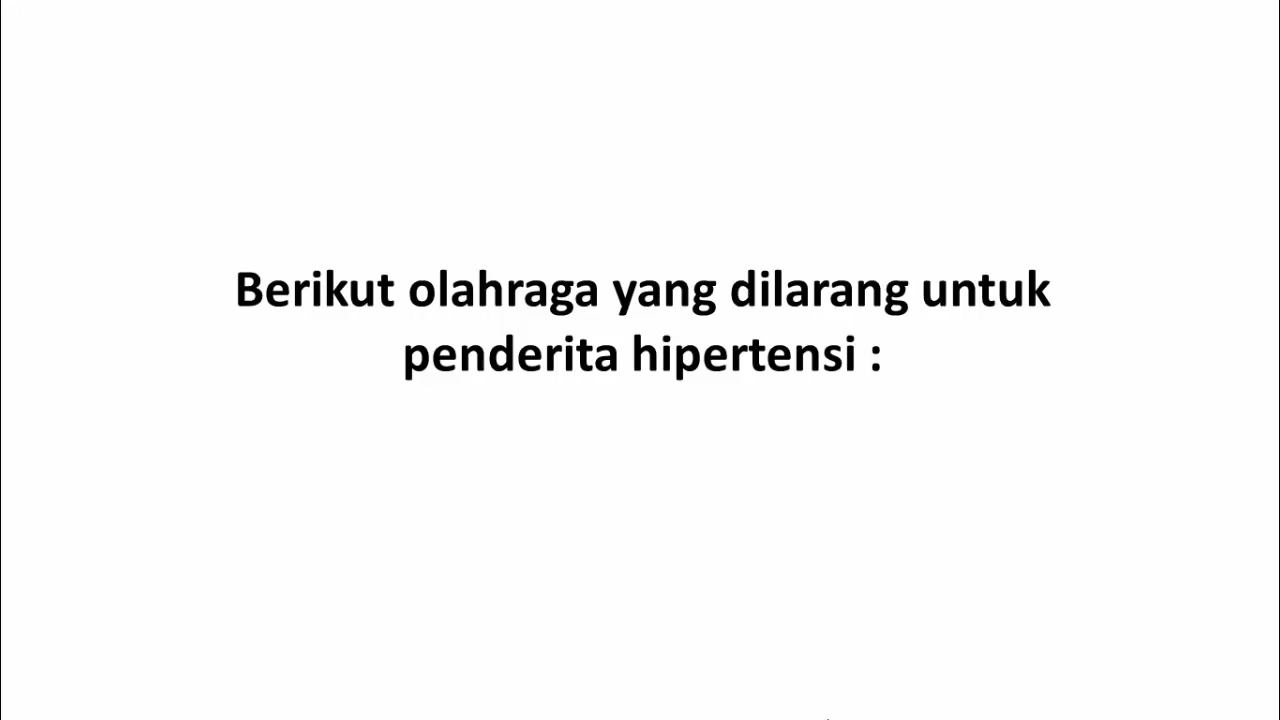 Berikut olahraga yang dilarang untuk
penderita hipertensi :